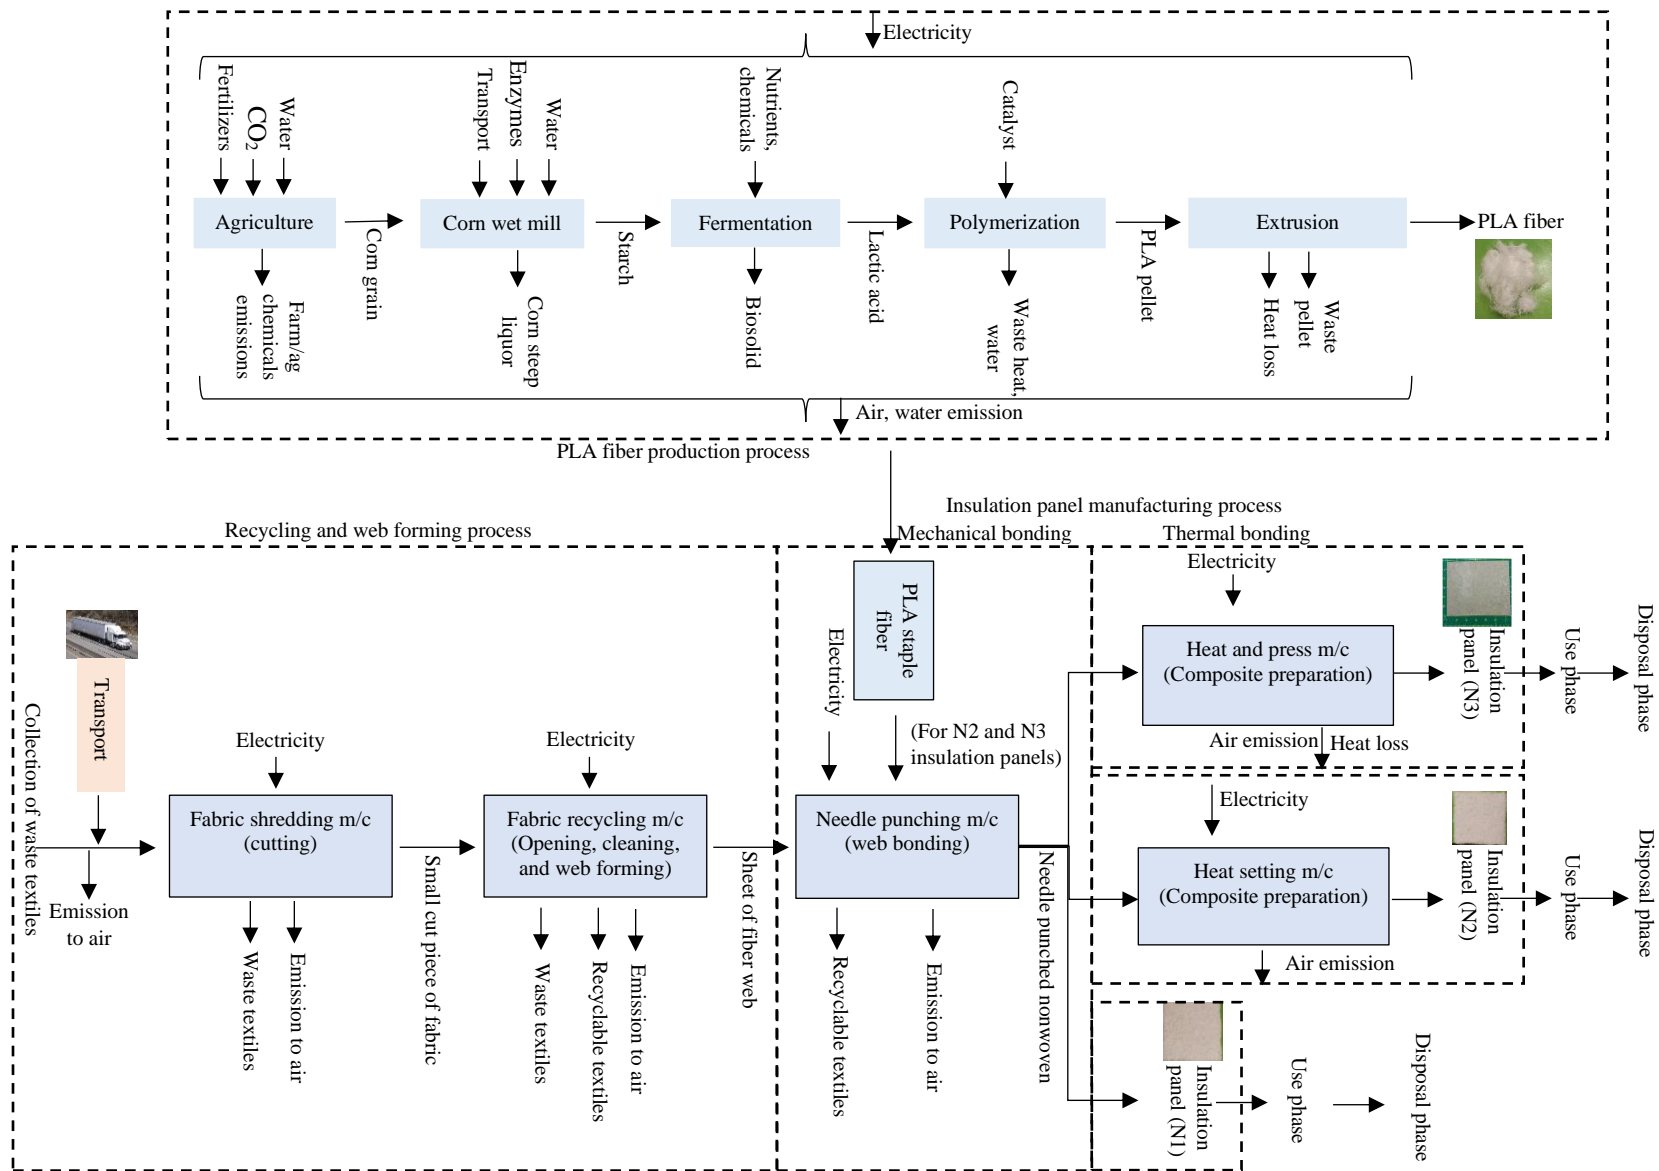 Electricity
Fertilizers
CO2
Water
Transport
Enzymes
Water
Nutrients,
chemicals
Catalyst
Agriculture
Corn grain
Corn wet mill
Starch
Fermentation
Lactic acid
Polymerization
PLA pellet
Extrusion
PLA fiber
Farm/ag
chemicals
emissions
Corn steep
liquor
Biosolid
Waste heat,
water
Heat loss
Waste
pellet
Air, water emission
PLA fiber production process
Recycling and web forming process
Insulation panel manufacturing process
Mechanical bonding
Thermal bonding
Collection of waste textiles
Transport
Emission
to air
Electricity
Fabric shredding m/c
(cutting)
Waste textiles
Emission to air
Small cut piece of fabric
Electricity
Fabric recycling m/c
(Opening, cleaning,
and web forming)
Waste textiles
Recyclable textiles
Emission to air
Sheet of fiber web
Electricity
PLA staple
fiber
(For N2 and N3
insulation panels)
Needle punching m/c
(web bonding)
Recyclable textiles
Emission to air
Needle punched nonwoven
Electricity
Heat and press m/c
(Composite preparation)
Air emission
Heat loss
Insulation
panel (N3)
Use phase
Disposal phase
Electricity
Heat setting m/c
(Composite preparation)
Air emission
Insulation
panel (N2)
Use phase
Disposal phase
Insulation
panel (N1)
Use phase
Disposal phase